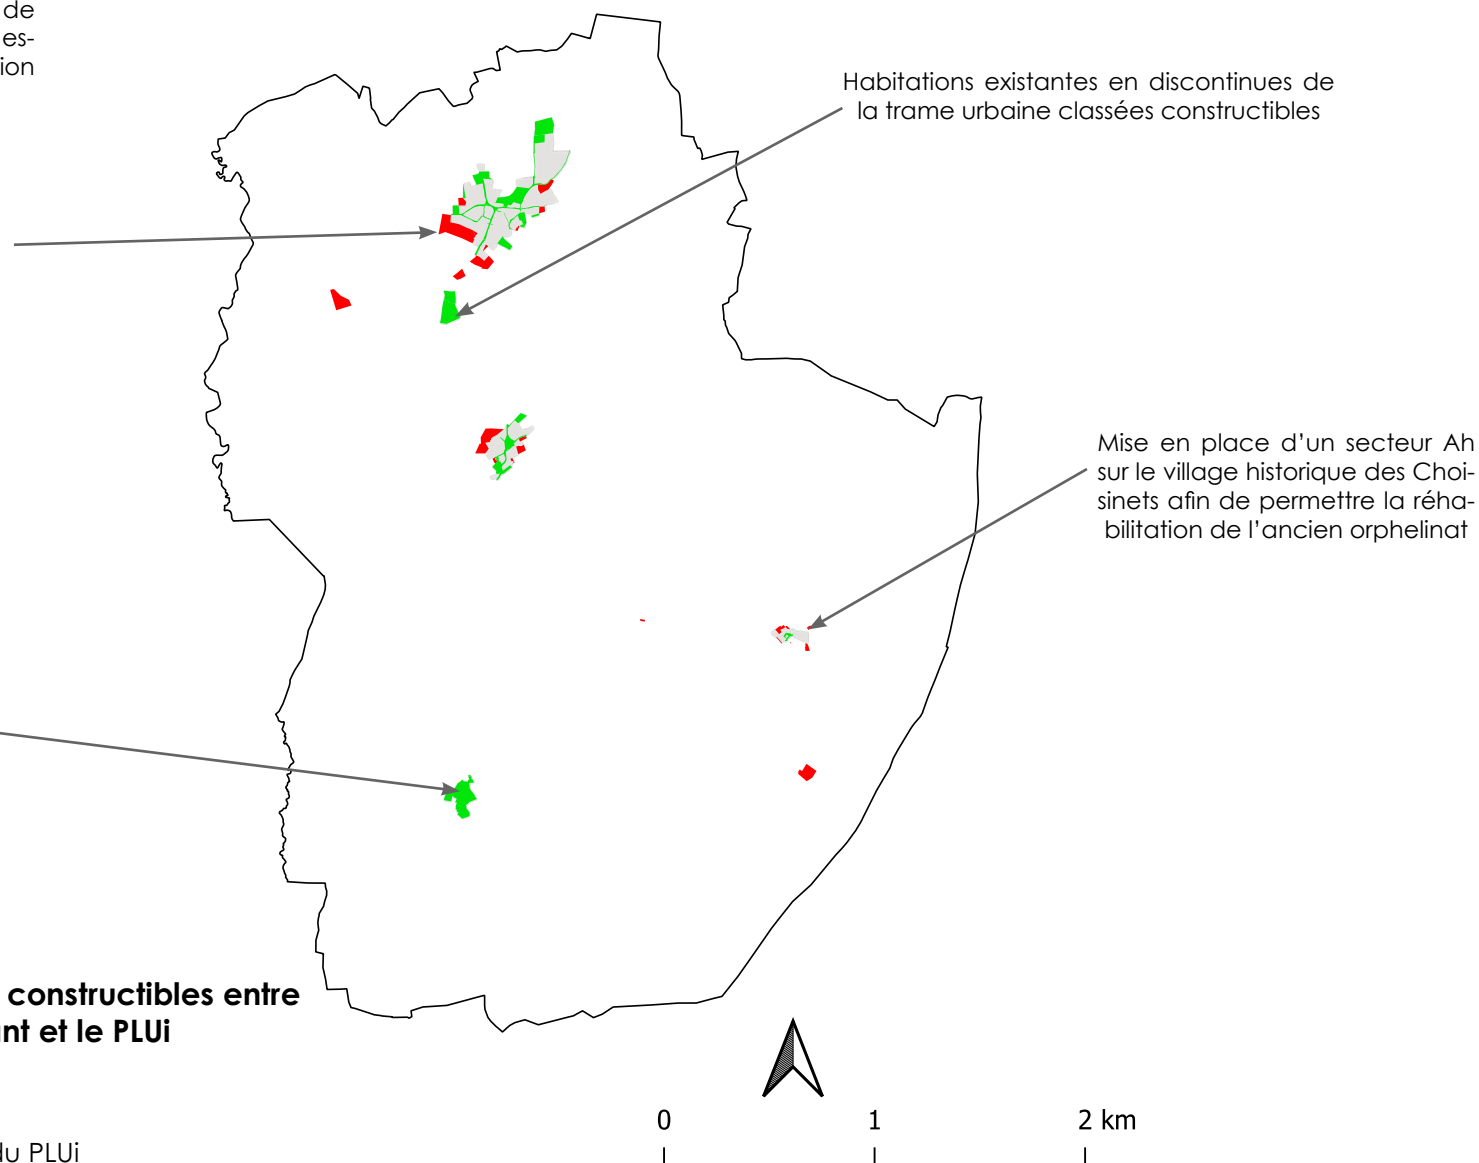 de
es-
ion
Habitations existantes en discontinues de
la trame urbaine classées constructibles
Mise en place d’un secteur Ah
sur le village historique des Choi-
sinets afin de permettre la réha-
bilitation de l’ancien orphelinat
constructibles entre
nt et le PLUi
0 1 2 km
du PLUi